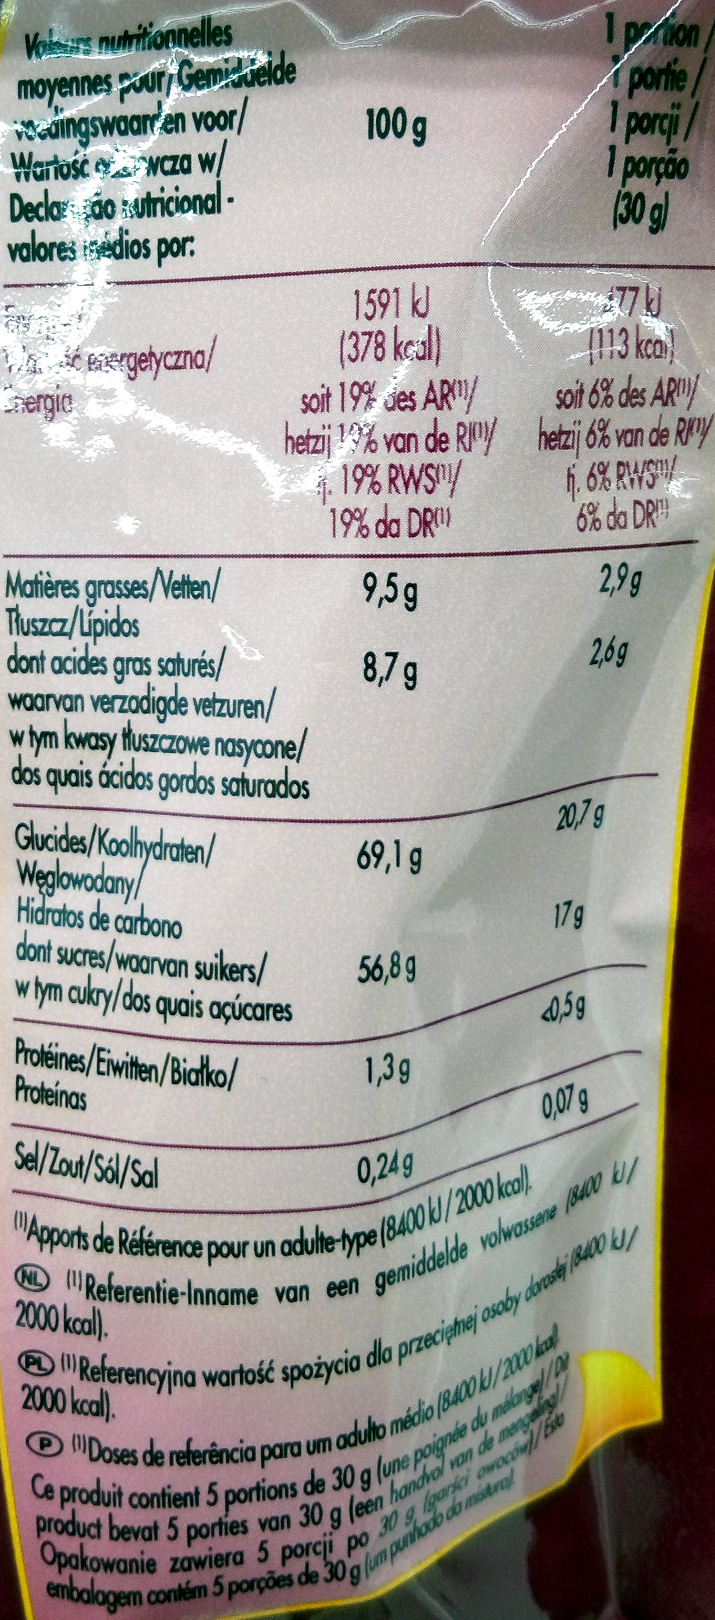 Valeurs nutritionnelles
moyennes pour/Gemiddelde
voedingswaarden voor/
Wartość odżywcza w/
Declaração nutricional -
valores médios por:
100 g
1 portion/
1 portie/
1 porcji/
1 porção
(30 g)
energetyczna/
Energia
1591 kJ
(378 kcal)
soit 19% des AR⁽¹⁾/
hetzij 19% van de RI⁽¹⁾/
tj. 19% RWS⁽¹⁾/
19% da DR⁽¹⁾
477 kJ
(113 kcal)
soit 6% des AR⁽¹⁾/
hetzij 6% van de RI⁽¹⁾/
tj. 6% RWS⁽¹⁾/
6% da DR⁽¹⁾
Matières grasses/Vetten/
Tłuszcz/Lípidos
9,5 g
2,9 g
dont acides gras saturés/
waarvan verzadigde vetzuren/
w tym kwasy tłuszczowe nasycone/
dos quais ácidos gordos saturados
8,7 g
2,6 g
Glucides/Koolhydraten/
Węglowodany/
Hidratos de carbono
69,1 g
20,7 g
dont sucres/waarvan suikers/
w tym cukry/dos quais açúcares
56,8 g
17 g
Protéines/Eiwitten/Białko/
Proteínas
1,3 g
<0,5 g
Sel/Zout/Sól/Sal
0,24 g
0,07 g
⁽¹⁾Apports de Référence pour un adulte-type (8400 kJ/2000 kcal).
NL ⁽¹⁾Referentie-Inname van een gemiddelde volwassene (8400 kJ/
2000 kcal).
PL ⁽¹⁾Referencyjna wartość spożycia dla przeciętnej osoby dorosłej (8400 kJ/
2000 kcal).
P ⁽¹⁾Doses de referência para um adulto médio (8400 kJ/2000 kcal).
Ce produit contient 5 portions de 30 g (une poignée du mélange)/Dit
product bevat 5 porties van 30 g (een handvol van de mengeling)/
Opakowanie zawiera 5 porcji po 30 g (garści owoców)/Esta
embalagem contém 5 porções de 30 g (um punhado da mistura).